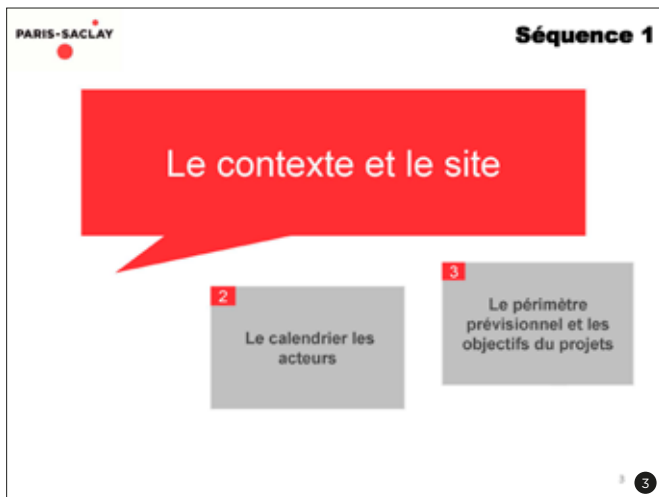 PARIS-SACLAY
Séquence 1
Le contexte et le site
2
Le calendrier les
acteurs
3
Le périmètre
prévisionnel et les
objectifs du projets
3
3